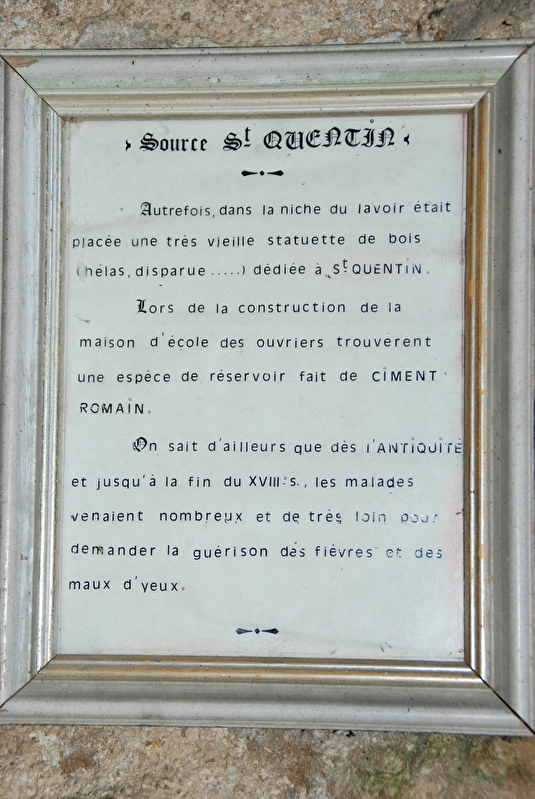 Source St QUENTIN
Autrefois, dans la niche du lavoir était
placée une très vieille statuette de bois
(hélas, disparue .....) dédiée à St QUENTIN.
Lors de la construction de la
maison d'école des ouvriers trouvèrent
une espèce de réservoir fait de CIMENT
ROMAIN.
On sait d'ailleurs que dès l'ANTIQUITÉ
et jusqu'à la fin du XVIIIe s., les malades
venaient nombreux et de très loin pour
demander la guérison des fièvres et des
maux d'yeux.